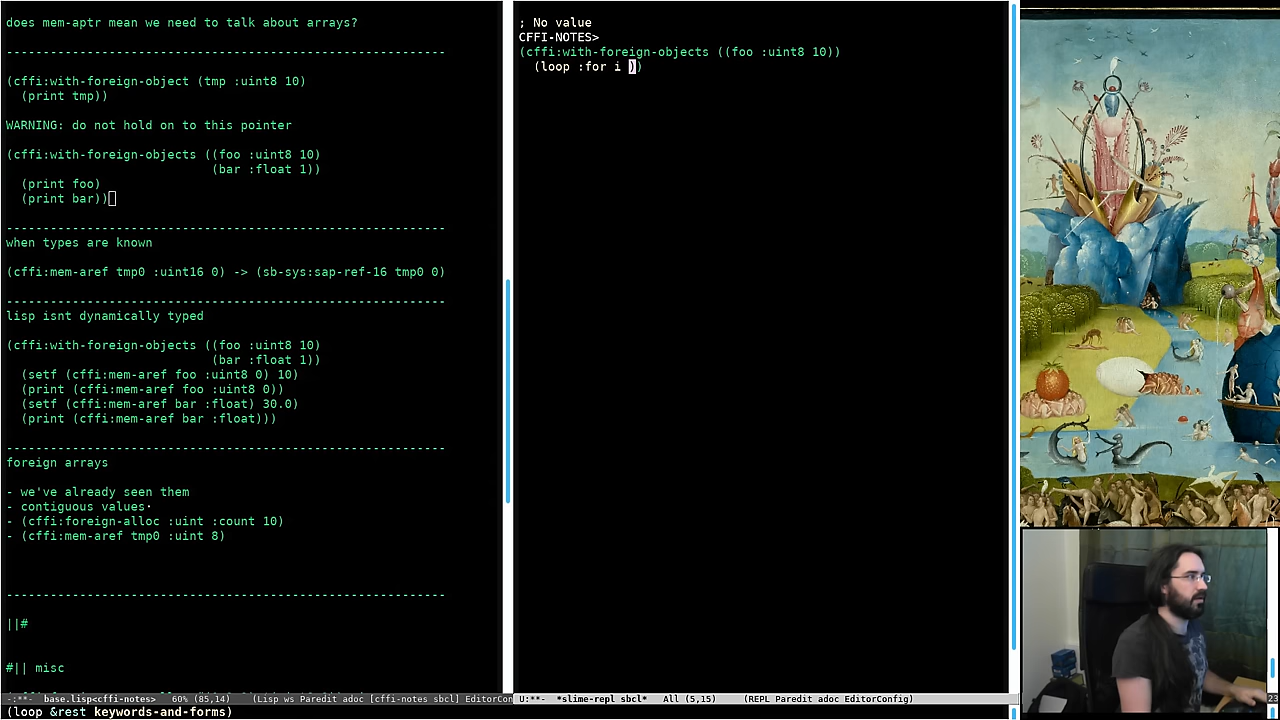 does mem-aptr mean we need to talk about arrays?
------------------------------------------------------------
(cffi:with-foreign-object (tmp :uint8 10)
  (print tmp))
WARNING: do not hold on to this pointer
(cffi:with-foreign-objects ((foo :uint8 10)
                            (bar :float 1))
  (print foo)
  (print bar))
------------------------------------------------------------
when types are known
(cffi:mem-aref tmp0 :uint16 0) -> (sb-sys:sap-ref-16 tmp0 0)
------------------------------------------------------------
lisp isnt dynamically typed
(cffi:with-foreign-objects ((foo :uint8 10)
                            (bar :float 1))
  (setf (cffi:mem-aref foo :uint8 0) 10)
  (print (cffi:mem-aref foo :uint8 0))
  (setf (cffi:mem-aref bar :float) 30.0)
  (print (cffi:mem-aref bar :float)))
------------------------------------------------------------
foreign arrays
- we've already seen them
- contiguous values·
- (cffi:foreign-alloc :uint :count 10)
- (cffi:mem-aref tmp0 :uint 8)
------------------------------------------------------------
||#
#|| misc
-:**-  base.lisp<cffi-notes>   60% (85,14)    (Lisp ws Paredit adoc [cffi-notes sbcl] EditorCon
(loop &rest keywords-and-forms)
; No value
CFFI-NOTES>
(cffi:with-foreign-objects ((foo :uint8 10))
  (loop :for i ))
U:**-  *slime-repl sbcl*   All (5,15)    (REPL Paredit adoc EditorConfig)